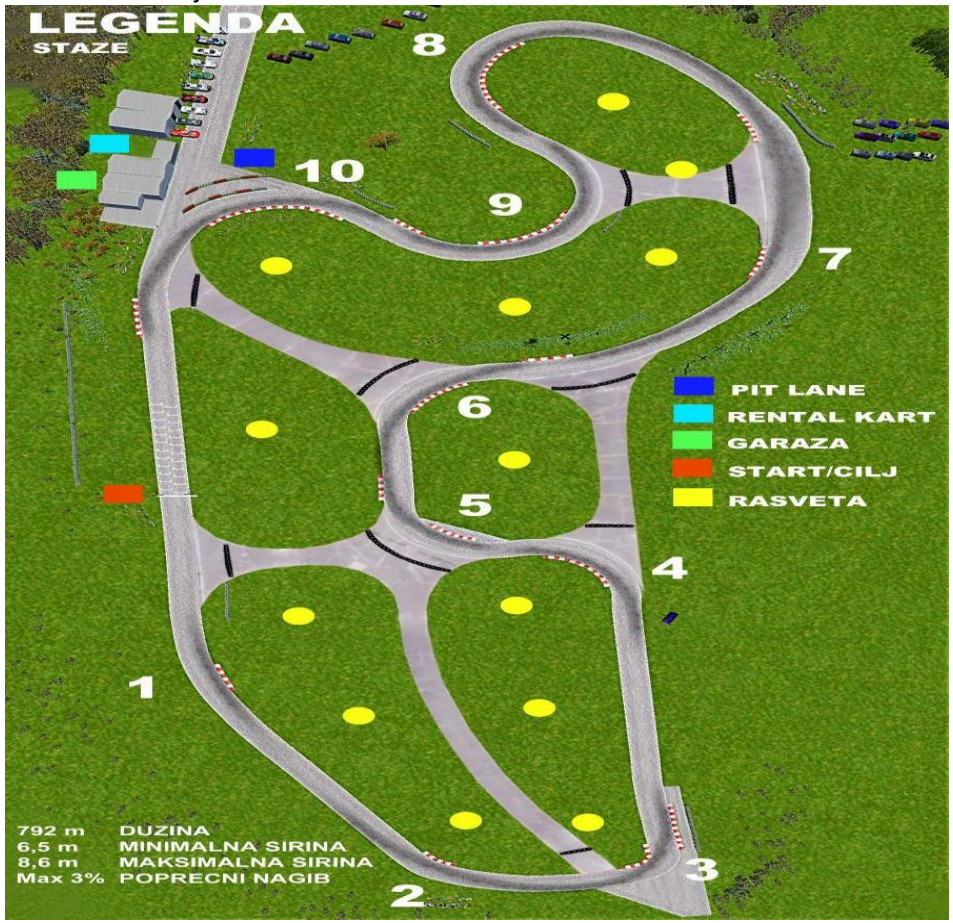 LEGENDA
STAZE
8
10
9
7
PIT LANE
RENTAL KART
GARAZA
START/CILJ
RASVETA
6
5
4
1
3
2
792 m DUZINA
6,5 m MINIMALNA SIRINA
8,6 m MAKSIMALNA SIRINA
Max 3% POPRECNI NAGIB